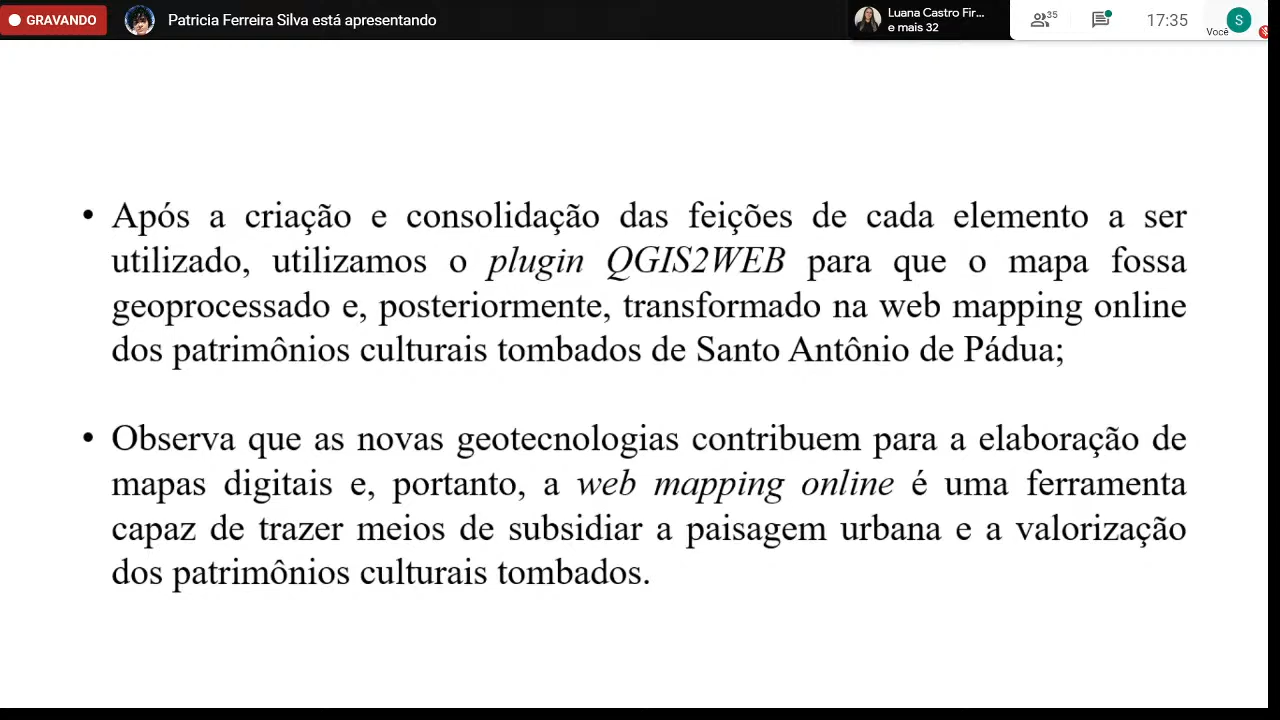 GRAVANDO
Patricia Ferreira Silva está apresentando
Luana Castro Fir...
e mais 32
35
17:35
Você
S
• Após a criação e consolidação das feições de cada elemento a ser
utilizado, utilizamos o plugin QGIS2WEB para que o mapa fossa
geoprocessado e, posteriormente, transformado na web mapping online
dos patrimônios culturais tombados de Santo Antônio de Pádua;
• Observa que as novas geotecnologias contribuem para a elaboração de
mapas digitais e, portanto, a web mapping online é uma ferramenta
capaz de trazer meios de subsidiar a paisagem urbana e a valorização
dos patrimônios culturais tombados.